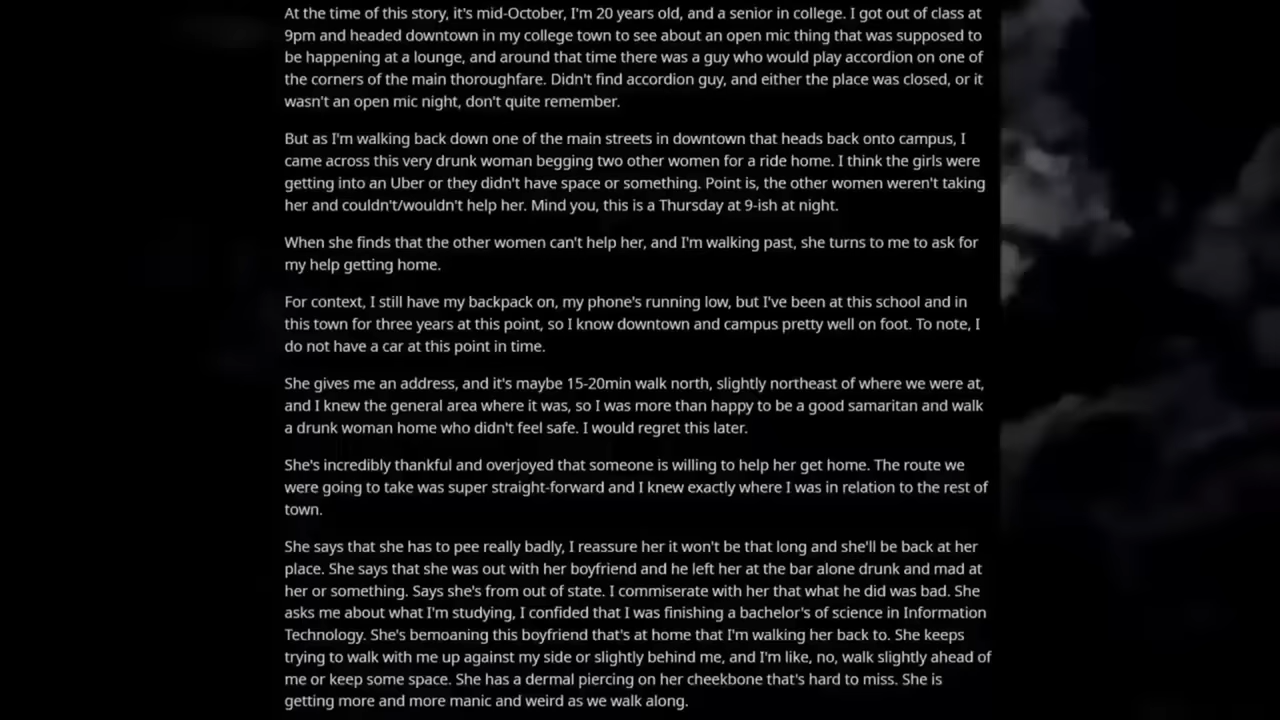 At the time of this story, it's mid-October, I'm 20 years old, and a senior in college. I got out of class at
9pm and headed downtown in my college town to see about an open mic thing that was supposed to
be happening at a lounge, and around that time there was a guy who would play accordion on one of
the corners of the main thoroughfare. Didn't find accordion guy, and either the place was closed, or it
wasn't an open mic night, don't quite remember.
But as I'm walking back down one of the main streets in downtown that heads back onto campus, I
came across this very drunk woman begging two other women for a ride home. I think the girls were
getting into an Uber or they didn't have space or something. Point is, the other women weren't taking
her and couldn't/wouldn't help her. Mind you, this is a Thursday at 9-ish at night.
When she finds that the other women can't help her, and I'm walking past, she turns to me to ask for
my help getting home.
For context, I still have my backpack on, my phone's running low, but I've been at this school and in
this town for three years at this point, so I know downtown and campus pretty well on foot. To note, I
do not have a car at this point in time.
She gives me an address, and it's maybe 15-20min walk north, slightly northeast of where we were at,
and I knew the general area where it was, so I was more than happy to be a good samaritan and walk
a drunk woman home who didn't feel safe. I would regret this later.
She's incredibly thankful and overjoyed that someone is willing to help her get home. The route we
were going to take was super straight-forward and I knew exactly where I was in relation to the rest of
town.
She says that she has to pee really badly, I reassure her it won't be that long and she'll be back at her
place. She says that she was out with her boyfriend and he left her at the bar alone drunk and mad at
her or something. Says she's from out of state. I commiserate with her that what he did was bad. She
asks me about what I'm studying, I confided that I was finishing a bachelor's of science in Information
Technology. She's bemoaning this boyfriend that's at home that I'm walking her back to. She keeps
trying to walk with me up against my side or slightly behind me, and I'm like, no, walk slightly ahead of
me or keep some space. She has a dermal piercing on her cheekbone that's hard to miss. She is
getting more and more manic and weird as we walk along.